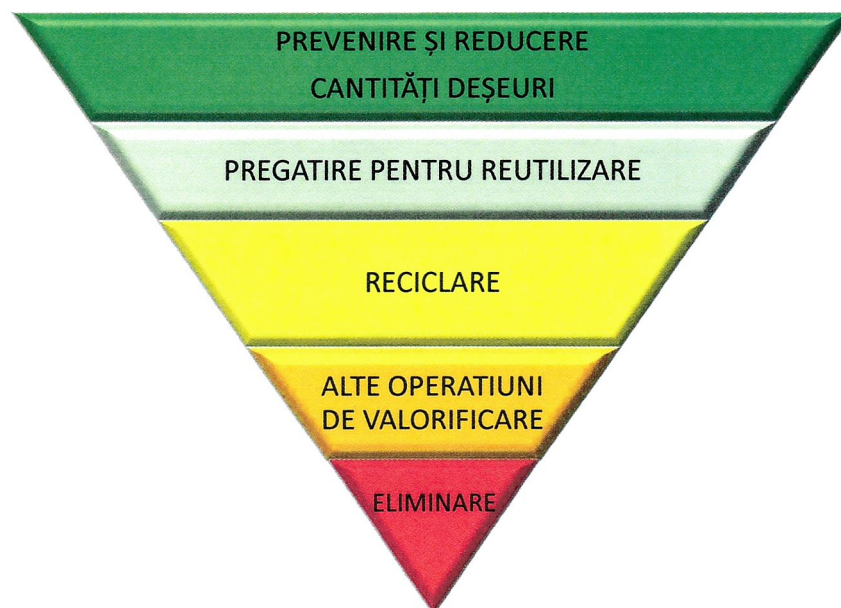 PREVENIRE ȘI REDUCERE
CANTITĂȚI DEȘEURI
PREGATIRE PENTRU REUTILIZARE
RECICLARE
ALTE OPERATIUNI
DE VALORIFICARE
ELIMINARE